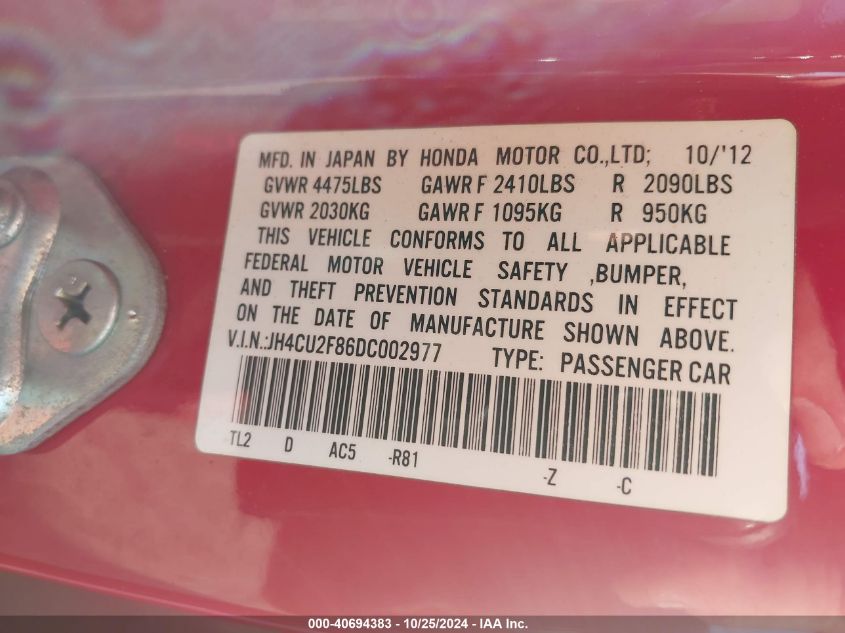 MFD. IN JAPAN BY HONDA MOTOR CO.,LTD; 10/'12
GVWR 4475LBS GAWR F 2410LBS R 2090LBS
GVWR 2030KG GAWR F 1095KG R 950KG
THIS VEHICLE CONFORMS TO ALL APPLICABLE
FEDERAL MOTOR VEHICLE SAFETY ,BUMPER,
AND THEFT PREVENTION STANDARDS IN EFFECT
ON THE DATE OF MANUFACTURE SHOWN ABOVE.
V.I.N.:JH4CU2F86DC002977 TYPE: PASSENGER CAR
TL2 D AC5 -R81 -Z -C
000-40694383 - 10/25/2024 - IAA Inc.